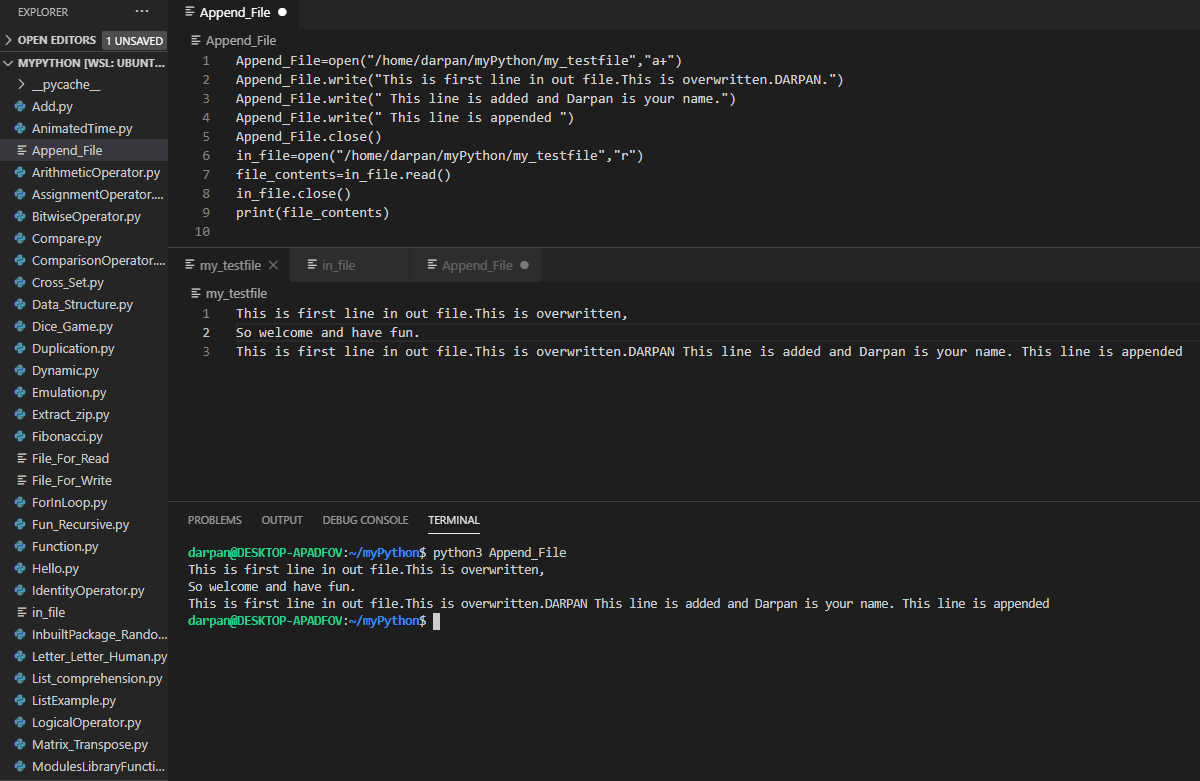 EXPLORER
...
OPEN EDITORS 1 UNSAVED
MYPYTHON [WSL: UBUNT...
__pycache__
Add.py
AnimatedTime.py
Append_File
ArithmeticOperator.py
AssignmentOperator....
BitwiseOperator.py
Compare.py
ComparisonOperator....
Cross_Set.py
Data_Structure.py
Dice_Game.py
Duplication.py
Dynamic.py
Emulation.py
Extract_zip.py
Fibonacci.py
File_For_Read
File_For_Write
ForInLoop.py
Fun_Recursive.py
Function.py
Hello.py
IdentityOperator.py
in_file
InbuiltPackage_Rando...
Letter_Letter_Human.py
List_comprehension.py
ListExample.py
LogicalOperator.py
Matrix_Transpose.py
ModulesLibraryFuncti...
Append_File
Append_File
1 Append_File=open("/home/darpan/myPython/my_testfile","a+")
2 Append_File.write("This is first line in out file.This is overwritten.DARPAN.")
3 Append_File.write(" This line is added and Darpan is your name.")
4 Append_File.write(" This line is appended ")
5 Append_File.close()
6 in_file=open("/home/darpan/myPython/my_testfile","r")
7 file_contents=in_file.read()
8 in_file.close()
9 print(file_contents)
10
my_testfile in_file Append_File
my_testfile
1 This is first line in out file.This is overwritten,
2 So welcome and have fun.
3 This is first line in out file.This is overwritten.DARPAN This line is added and Darpan is your name. This line is appended
PROBLEMS OUTPUT DEBUG CONSOLE TERMINAL
darpan@DESKTOP-APADFOV:~/myPython$ python3 Append_File
This is first line in out file.This is overwritten,
So welcome and have fun.
This is first line in out file.This is overwritten.DARPAN This line is added and Darpan is your name. This line is appended
darpan@DESKTOP-APADFOV:~/myPython$